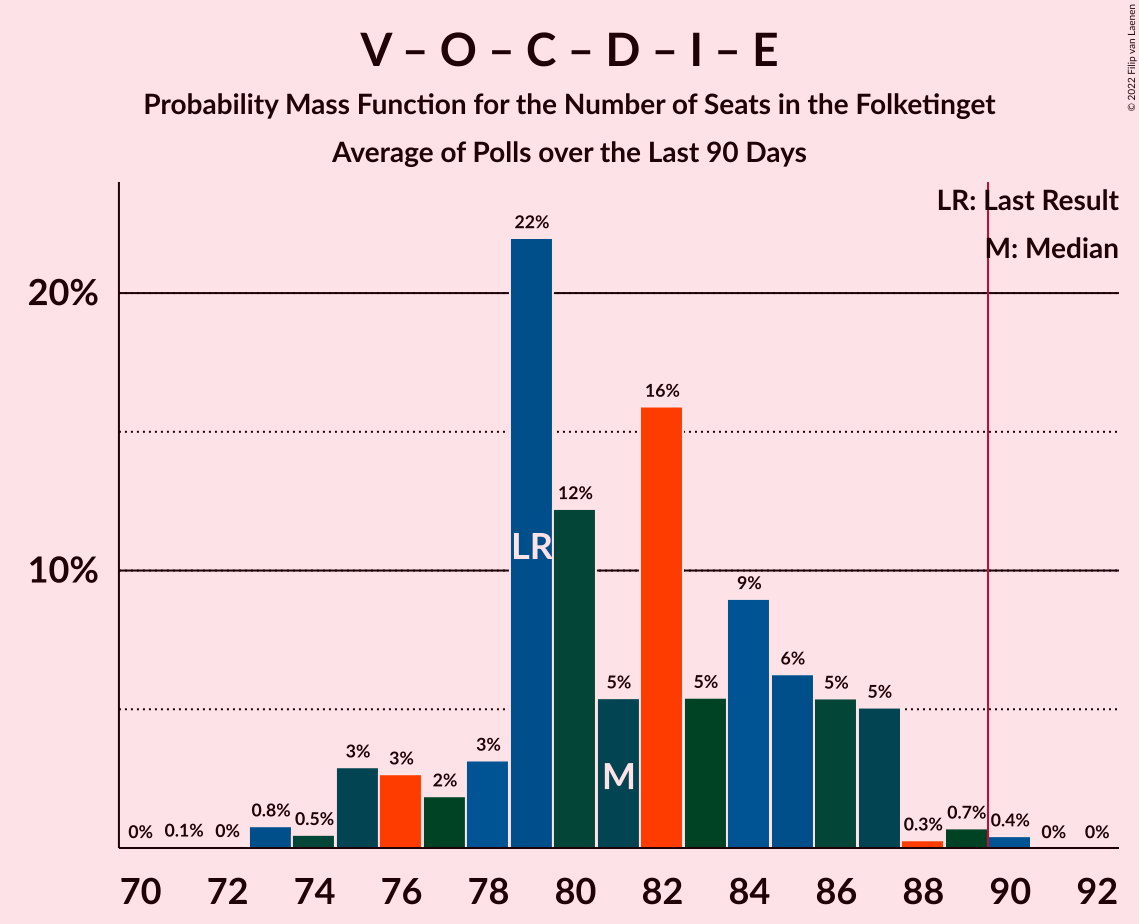 V – O – C – D – I – E
Probability Mass Function for the Number of Seats in the Folketinget
Average of Polls over the Last 90 Days
© 2022 Filip van Laenen
LR: Last Result
M: Median
20%
10%
0%
0.1%
0%
0.8%
0.5%
3%
3%
2%
3%
22%
12%
5%
16%
5%
9%
6%
5%
5%
0.3%
0.7%
0.4%
0%
0%
LR
M
70 72 74 76 78 80 82 84 86 88 90 92